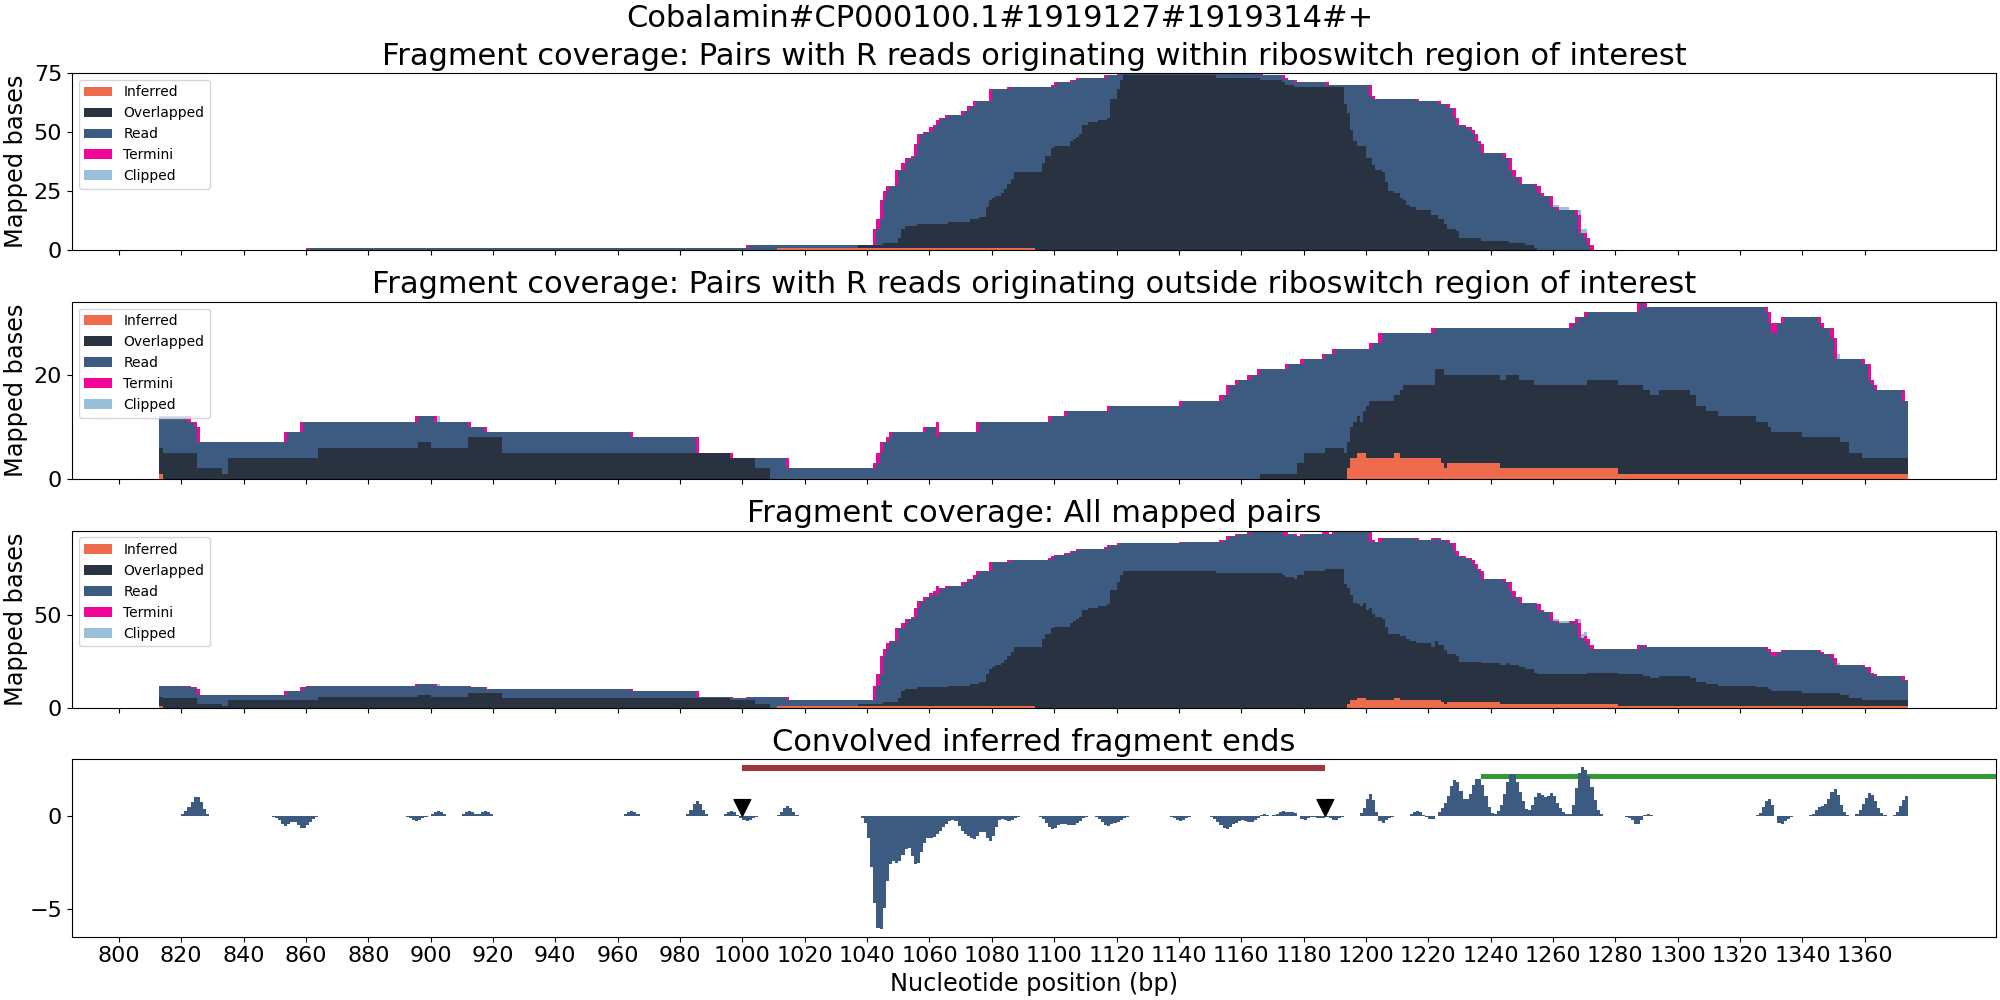 Cobalamin#CP000100.1#1919127#1919314#+
Fragment coverage: Pairs with R reads originating within riboswitch region of interest
Mapped bases
75
50
25
0
Inferred
Overlapped
Read
Termini
Clipped
Fragment coverage: Pairs with R reads originating outside riboswitch region of interest
Mapped bases
20
0
Inferred
Overlapped
Read
Termini
Clipped
Fragment coverage: All mapped pairs
Mapped bases
50
0
Inferred
Overlapped
Read
Termini
Clipped
Convolved inferred fragment ends
0
−5
800 820 840 860 880 900 920 940 960 980 1000 1020 1040 1060 1080 1100 1120 1140 1160 1180 1200 1220 1240 1260 1280 1300 1320 1340 1360
Nucleotide position (bp)